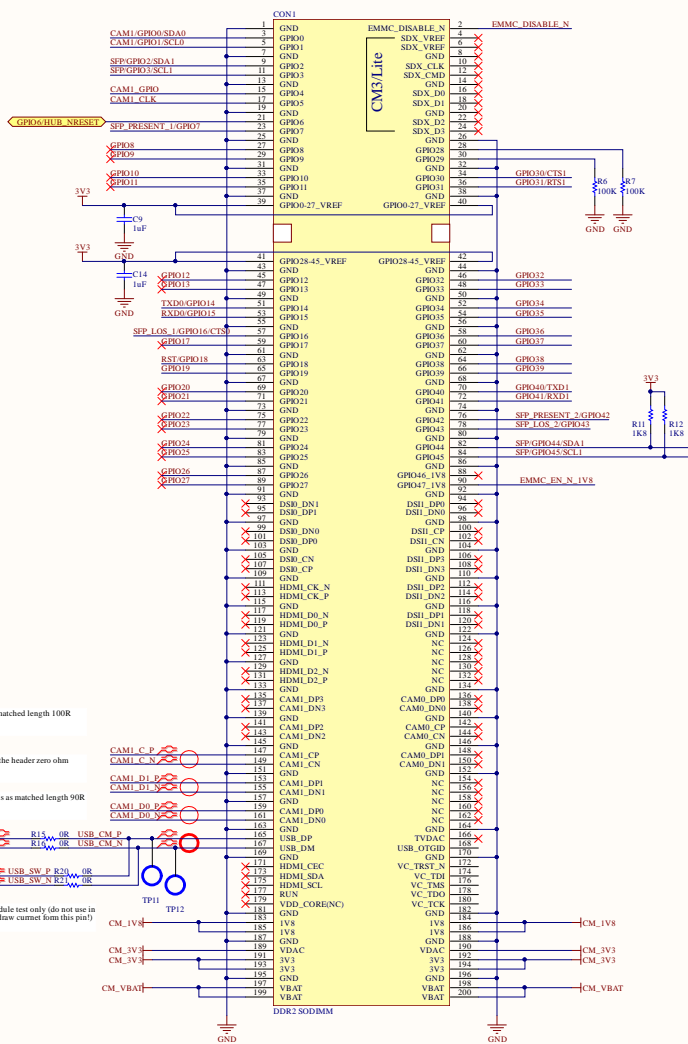 CON1
1 GND EMMC_DISABLE_N 2 EMMC_DISABLE_N
CAM1/GPIO0/SDA0 3 GPIO0 SDX_VREF 4
CAM1/GPIO1/SCL0 5 GPIO1 SDX_VREF 6
7 GND GND 8
SFP/GPIO2/SDA1 9 GPIO2 SDX_CLK 10
SFP/GPIO3/SCL1 11 GPIO3 SDX_CMD 12
13 GND GND 14
CAM1_GPIO 15 GPIO4 SDX_D0 16
CAM1_CLK 17 GPIO5 SDX_D1 18
19 GND GND 20
GPIO6/HUB_NRESET 21 GPIO6 SDX_D2 22
SFP_PRESENT_1/GPIO7 23 GPIO7 SDX_D3 24
CM3/Lite
25 GND GND 26
GPIO8 27 GPIO8 GPIO28 28
GPIO9 29 GPIO9 GPIO29 30
31 GND GND 32
GPIO10 33 GPIO10 GPIO30 34 GPIO30/CTS1
GPIO11 35 GPIO11 GPIO31 36 GPIO31/RTS1
37 GND GND 38
3V3 39 GPIO0-27_VREF GPIO0-27_VREF 40
R6 100K R7 100K
GND GND
C9
1uF
GND
3V3 41 GPIO28-45_VREF GPIO28-45_VREF 42
C14
1uF
GND
43 GND GND 44
GPIO12 45 GPIO12 GPIO32 46 GPIO32
GPIO13 47 GPIO13 GPIO33 48 GPIO33
49 GND GND 50
TXD0/GPIO14 51 GPIO14 GPIO34 52 GPIO34
RXD0/GPIO15 53 GPIO15 GPIO35 54 GPIO35
55 GND GND 56
SFP_LOS_1/GPIO16/CTS0 57 GPIO16 GPIO36 58 GPIO36
GPIO17 59 GPIO17 GPIO37 60 GPIO37
61 GND GND 62
RST/GPIO18 63 GPIO18 GPIO38 64 GPIO38
GPIO19 65 GPIO19 GPIO39 66 GPIO39
67 GND GND 68
GPIO20 69 GPIO20 GPIO40 70 GPIO40/TXD1
GPIO21 71 GPIO21 GPIO41 72 GPIO41/RXD1
73 GND GND 74
GPIO22 75 GPIO22 GPIO42 76 SFP_PRESENT_2/GPIO42
GPIO23 77 GPIO23 GPIO43 78 SFP_LOS_2/GPIO43
79 GND GND 80
GPIO24 81 GPIO24 GPIO44 82 SFP/GPIO44/SDA1
GPIO25 83 GPIO25 GPIO45 84 SFP/GPIO45/SCL1
3V3
R11 1K8 R12 1K8
85 GND GND 86
GPIO26 87 GPIO26 GPIO46_1V8 88
GPIO27 89 GPIO27 GPIO47_1V8 90 EMMC_EN_N_1V8
91 GND GND 92
93 DSI0_DN1 DSI1_DP0 94
95 DSI0_DP1 DSI1_DN0 96
97 GND GND 98
99 DSI0_DN0 DSI1_CP 100
101 DSI0_DP0 DSI1_CN 102
103 GND GND 104
105 DSI0_CN DSI1_DP3 106
107 DSI0_CP DSI1_DN3 108
109 GND GND 110
111 HDMI_CK_N DSI1_DP2 112
113 HDMI_CK_P DSI1_DN2 114
115 GND GND 116
117 HDMI_D0_N DSI1_DP1 118
119 HDMI_D0_P DSI1_DN1 120
121 GND GND 122
123 HDMI_D1_N NC 124
125 HDMI_D1_P NC 126
127 GND NC 128
129 HDMI_D2_N NC 130
131 HDMI_D2_P NC 132
133 GND GND 134
135 CAM1_DP3 CAM0_DP0 136
137 CAM1_DN3 CAM0_DN0 138
139 GND GND 140
141 CAM1_DP2 CAM0_CP 142
143 CAM1_DN2 CAM0_CN 144
145 GND GND 146
CAM1_C_P 147 CAM1_CP CAM0_DP1 148
CAM1_C_N 149 CAM1_CN CAM0_DN1 150
151 GND GND 152
CAM1_D1_P 153 CAM1_DP1 NC 154
CAM1_D1_N 155 CAM1_DN1 NC 156
157 GND NC 158
CAM1_D0_P 159 CAM1_DP0 NC 160
CAM1_D0_N 161 CAM1_DN0 NC 162
163 GND GND 164
R15 0R USB_CM_P 165 USB_DP TVDAC 166
R16 0R USB_CM_N 167 USB_DM USB_OTGID 168
169 GND GND 170
USB_SW_P R20 0R 171 HDMI_CEC VC_TRST_N 172
USB_SW_N R21 0R 173 HDMI_SDA VC_TDI 174
175 HDMI_SCL VC_TMS 176
177 RUN VC_TDO 178
179 VDD_CORE(NC) VC_TCK 180
TP11 TP12
181 GND GND 182
CM_1V8 183 1V8 1V8 184 CM_1V8
185 1V8 1V8 186
187 GND GND 188
CM_3V3 189 VDAC VDAC 190 CM_3V3
CM_3V3 191 3V3 3V3 192 CM_3V3
193 3V3 3V3 194
195 GND GND 196
CM_VBAT 197 VBAT VBAT 198 CM_VBAT
199 VBAT VBAT 200
DDR2 SODIMM
GND GND
matched length 100R
the header zero ohm
s as matched length 90R
dule test only (do not use in
draw currnet form this pin!)